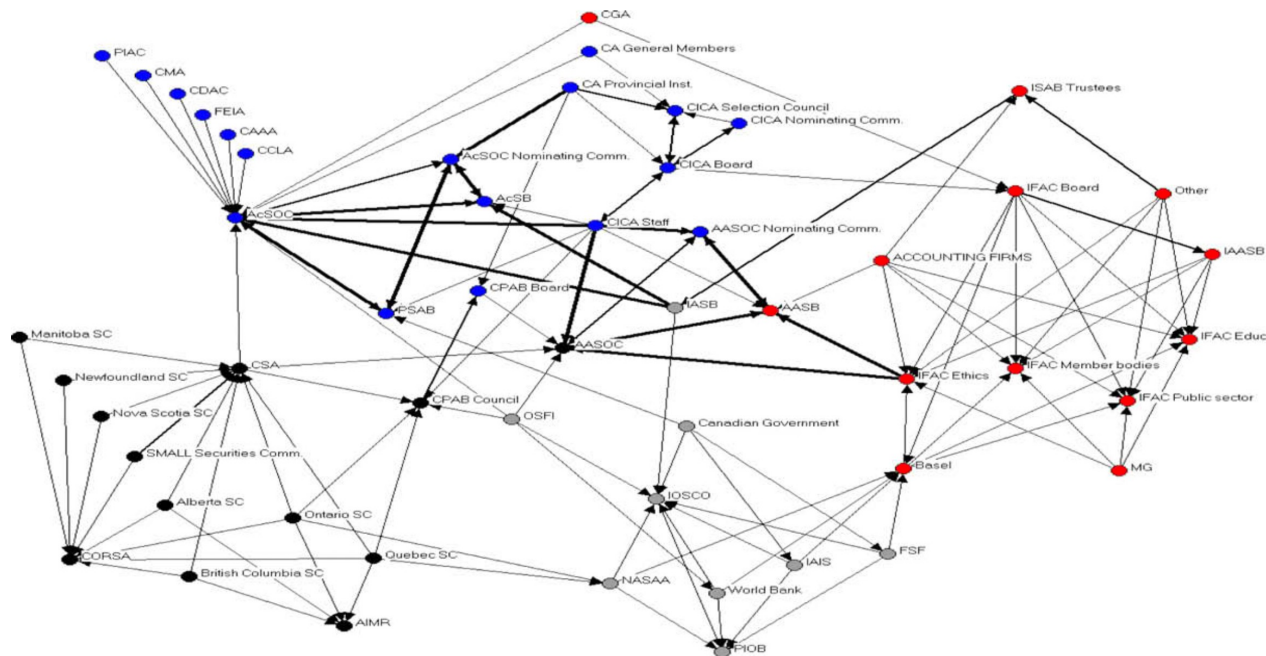 CGA
PIAC
CA General Members
CMA
CA Provincial Inst.
CDAC
ISAB Trustees
FEIA
CICA Selection Council
CICA Nominating Comm.
CAAA
CCLA
AcSOC Nominating Comm.
CICA Board
IFAC Board
Other
AcSB
AcSOC
CICA Staff
AASOC Nominating Comm.
IAASB
ACCOUNTING FIRMS
CPAB Board
IASB
AASB
PSAB
Manitoba SC
IFAC Educ
AASOC
CSA
IFAC Member bodies
Newfoundland SC
IFAC Ethics
CPAB Council
IFAC Public sector
Nova Scotia SC
OSFI
Canadian Government
SMALL Securities Comm.
Basel
MG
IOSCO
Alberta SC
Ontario SC
CORSA
Quebec SC
FSF
IAIS
British Columbia SC
NASAA
World Bank
AIMR
PIOB